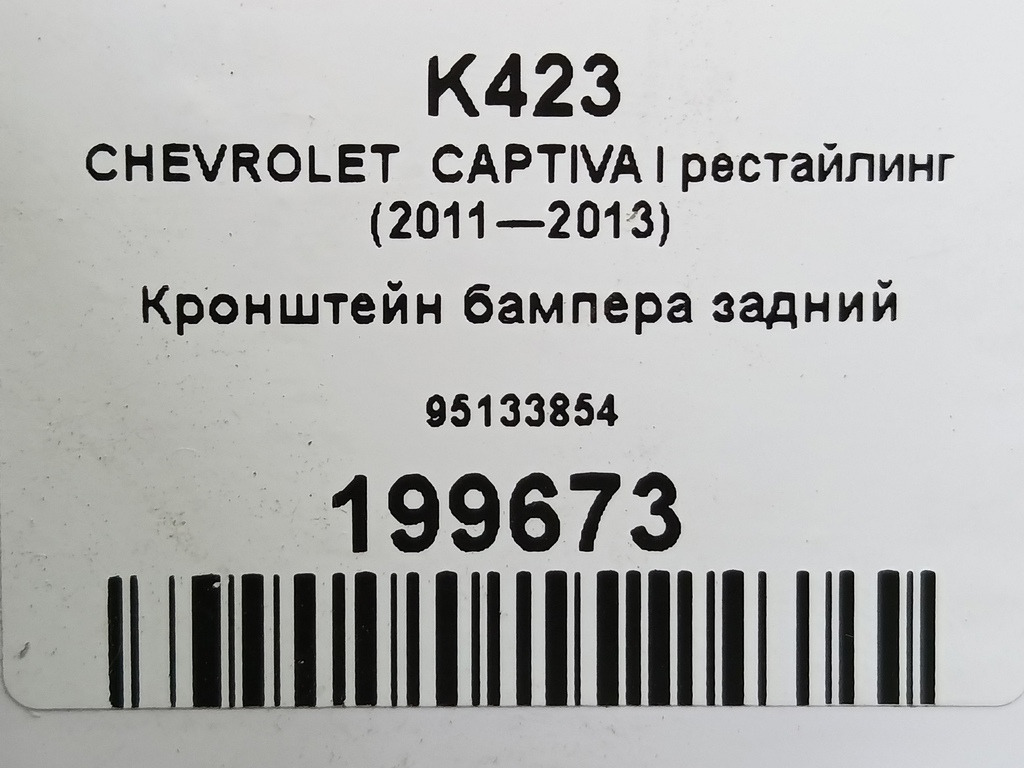 K423
CHEVROLET CAPTIVA I рестайлинг
(2011—2013)
Кронштейн бампера задний
95133854
199673